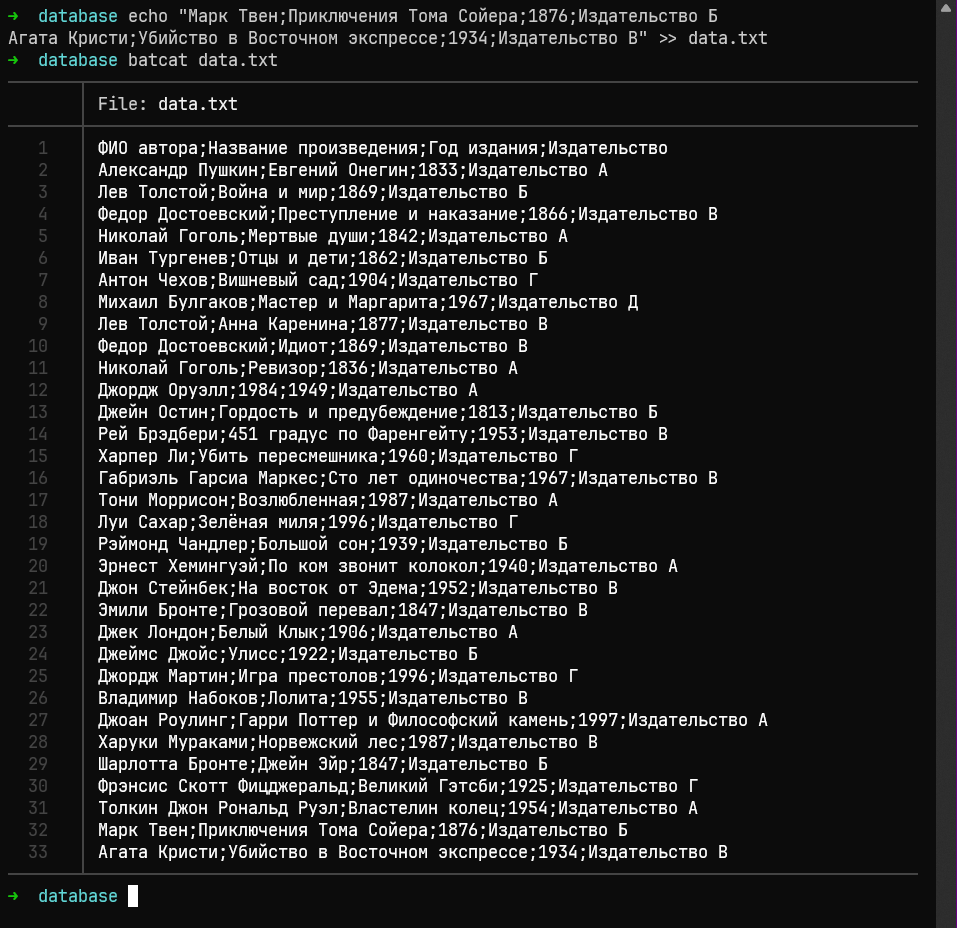 → database echo "Марк Твен;Приключения Тома Сойера;1876;Издательство Б
Агата Кристи;Убийство в Восточном экспрессе;1934;Издательство В" >> data.txt
→ database batcat data.txt
File: data.txt
1 ФИО автора;Название произведения;Год издания;Издательство
2 Александр Пушкин;Евгений Онегин;1833;Издательство А
3 Лев Толстой;Война и мир;1869;Издательство Б
4 Федор Достоевский;Преступление и наказание;1866;Издательство В
5 Николай Гоголь;Мертвые души;1842;Издательство А
6 Иван Тургенев;Отцы и дети;1862;Издательство Б
7 Антон Чехов;Вишневый сад;1904;Издательство Г
8 Михаил Булгаков;Мастер и Маргарита;1967;Издательство Д
9 Лев Толстой;Анна Каренина;1877;Издательство В
10 Федор Достоевский;Идиот;1869;Издательство В
11 Николай Гоголь;Ревизор;1836;Издательство А
12 Джордж Оруэлл;1984;1949;Издательство А
13 Джейн Остин;Гордость и предубеждение;1813;Издательство Б
14 Рей Брэдбери;451 градус по Фаренгейту;1953;Издательство В
15 Харпер Ли;Убить пересмешника;1960;Издательство Г
16 Габриэль Гарсиа Маркес;Сто лет одиночества;1967;Издательство В
17 Тони Моррисон;Возлюбленная;1987;Издательство А
18 Луи Сахар;Зелёная миля;1996;Издательство Г
19 Рэймонд Чандлер;Большой сон;1939;Издательство Б
20 Эрнест Хемингуэй;По ком звонит колокол;1940;Издательство А
21 Джон Стейнбек;На восток от Эдема;1952;Издательство В
22 Эмили Бронте;Грозовой перевал;1847;Издательство В
23 Джек Лондон;Белый Клык;1906;Издательство А
24 Джеймс Джойс;Улисс;1922;Издательство Б
25 Джордж Мартин;Игра престолов;1996;Издательство Г
26 Владимир Набоков;Лолита;1955;Издательство В
27 Джоан Роулинг;Гарри Поттер и Философский камень;1997;Издательство А
28 Харуки Мураками;Норвежский лес;1987;Издательство В
29 Шарлотта Бронте;Джейн Эйр;1847;Издательство Б
30 Фрэнсис Скотт Фицджеральд;Великий Гэтсби;1925;Издательство Г
31 Толкин Джон Рональд Руэл;Властелин колец;1954;Издательство А
32 Марк Твен;Приключения Тома Сойера;1876;Издательство Б
33 Агата Кристи;Убийство в Восточном экспрессе;1934;Издательство В
→ database